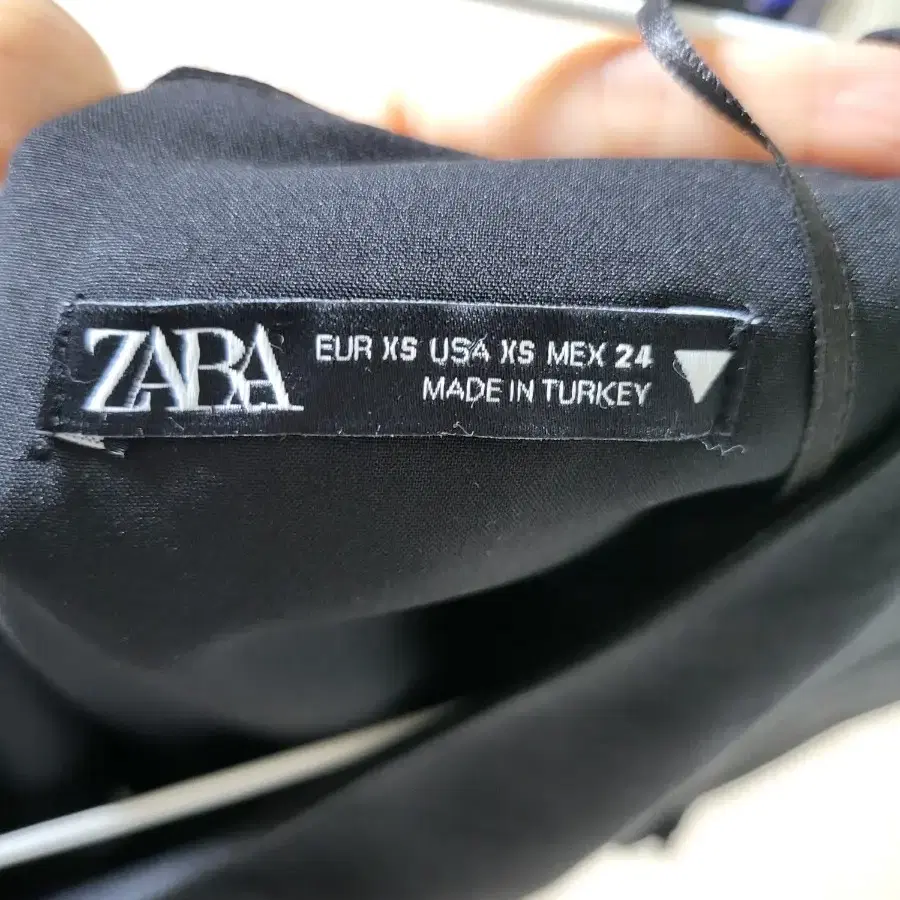 ZARA
EUR XS USA XS MEX 24
MADE IN TURKEY